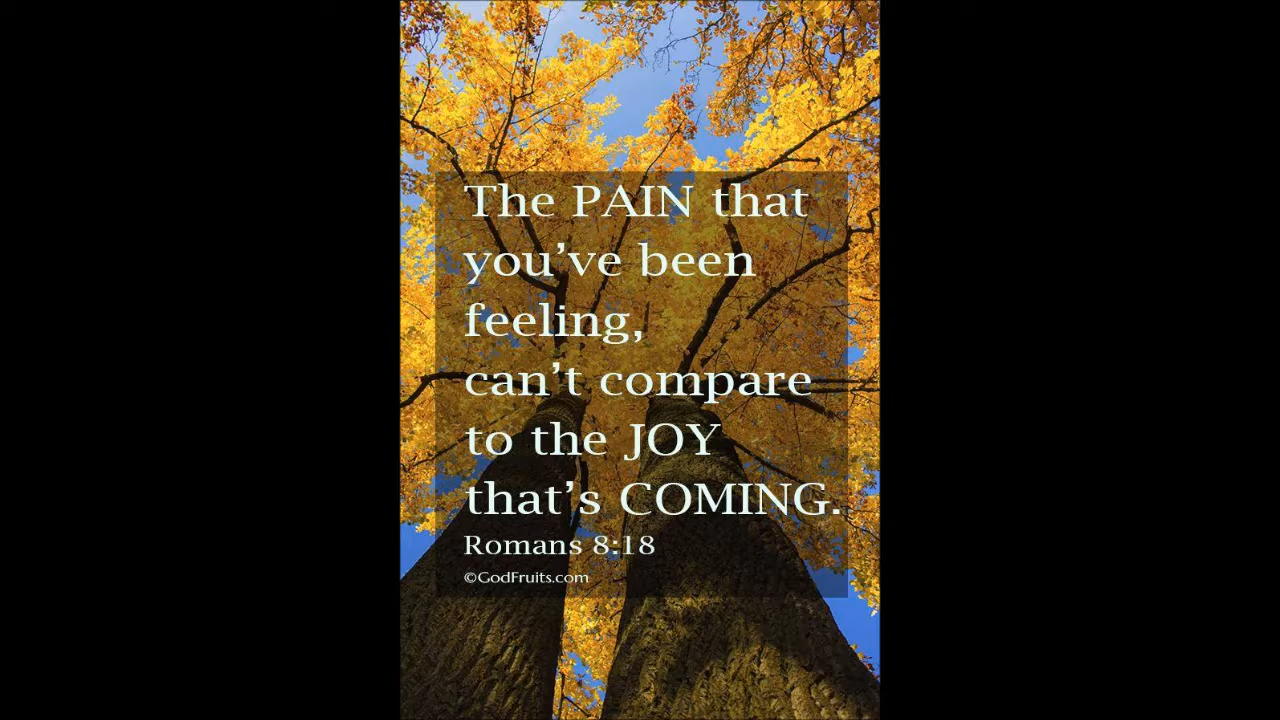 The PAIN that
you’ve been
feeling,
can’t compare
to the JOY
that’s COMING.
Romans 8:18
©GodFruits.com